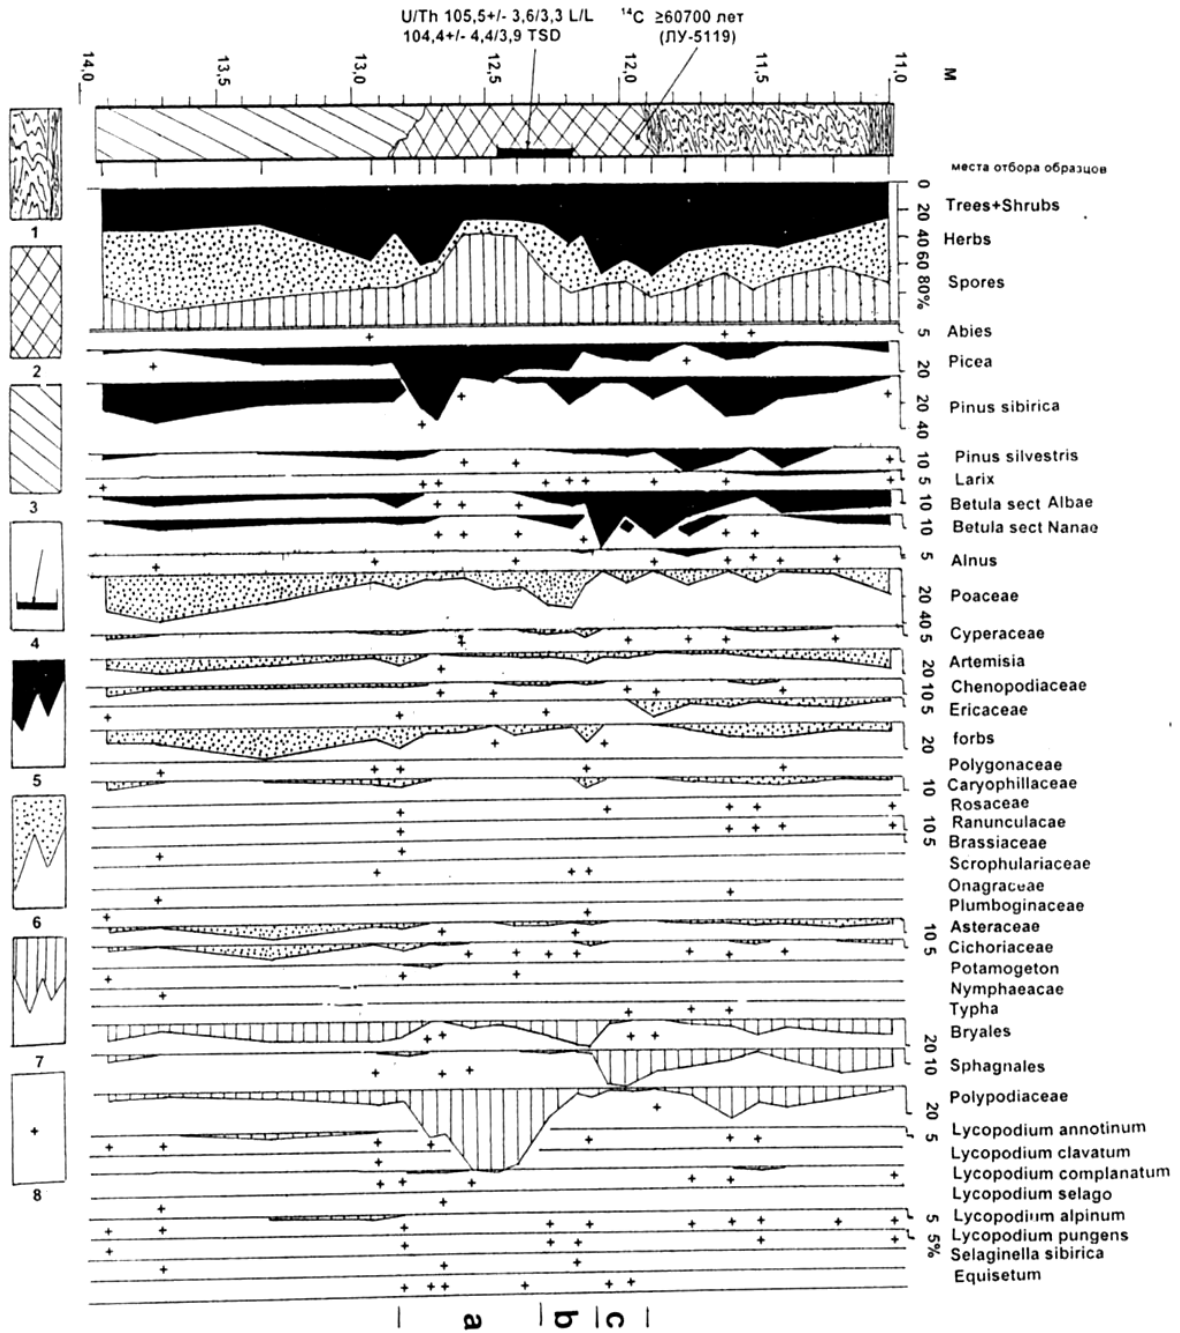 U/Th 105,5+/- 3,6/3,3 L/L
104,4+/- 4,4/3,9 TSD
¹⁴C ≥60700 лет
(ЛУ-5119)
14,0 13,5 13,0 12,5 12,0 11,5 11,0 М
места отбора образцов
0 20 40 60 80%
Trees+Shrubs
Herbs
Spores
5 Abies
20 Picea
20 40 Pinus sibirica
10 Pinus silvestris
5 Larix
10 Betula sect Albae
10 Betula sect Nanae
5 Alnus
20 40 Poaceae
5 Cyperaceae
20 Artemisia
10 Chenopodiaceae
5 Ericaceae
20 forbs
Polygonaceae
10 Caryophillaceae
Rosaceae
10 Ranunculacae
5 Brassiaceae
Scrophulariaceae
Onagraceae
Plumboginaceae
10 Asteraceae
5 Cichoriaceae
Potamogeton
Nymphaeacae
Typha
20 Bryales
10 Sphagnales
20 Polypodiaceae
5 Lycopodium annotinum
Lycopodium clavatum
Lycopodium complanatum
Lycopodium selago
5 Lycopodium alpinum
5% Lycopodium pungens
Selaginella sibirica
Equisetum
a b c
1
2
3
4
5
6
7
8